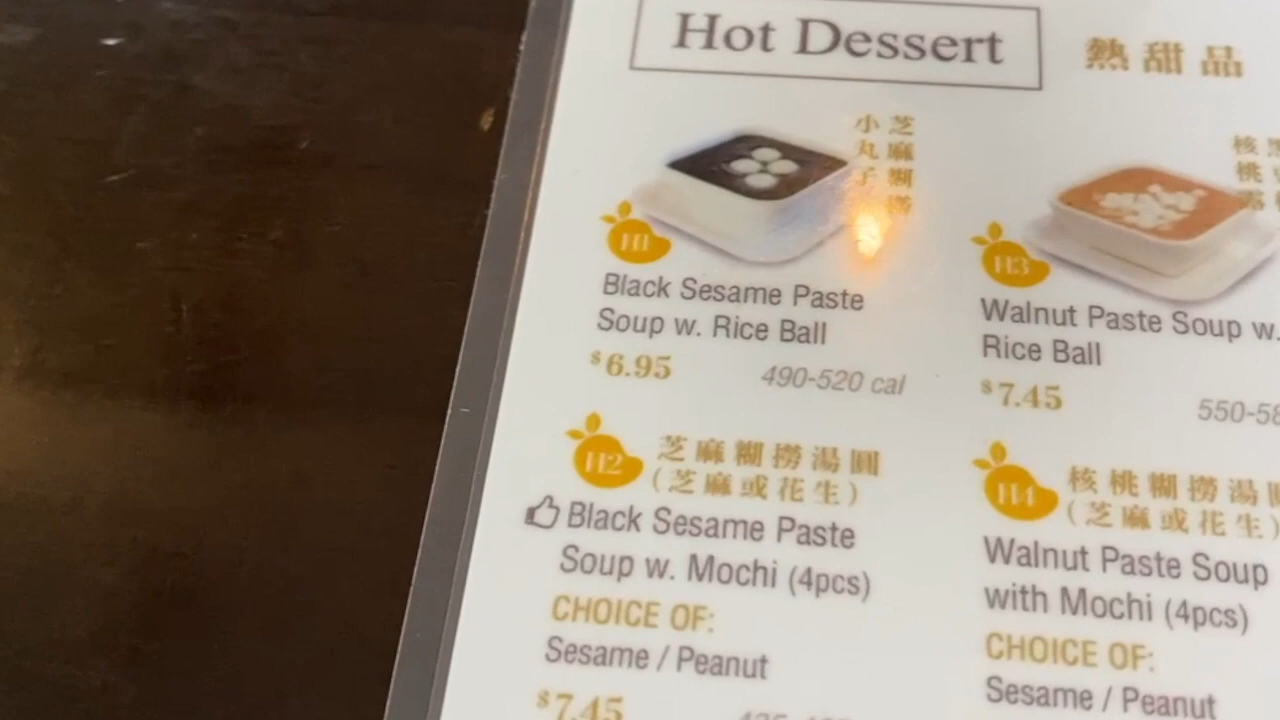 Hot Dessert
熱甜品
芝麻糊
小丸子
H1
Black Sesame Paste
Soup w. Rice Ball
$6.95
490-520 cal
核桃
H3
Walnut Paste Soup w.
Rice Ball
$7.45
H2
芝麻糊撈湯圓
(芝麻或花生)
Black Sesame Paste
Soup w. Mochi (4pcs)
CHOICE OF:
Sesame / Peanut
$7.45
H4
核桃糊撈湯
(芝麻或花生)
Walnut Paste Soup
with Mochi (4pcs)
CHOICE OF:
Sesame / Peanut